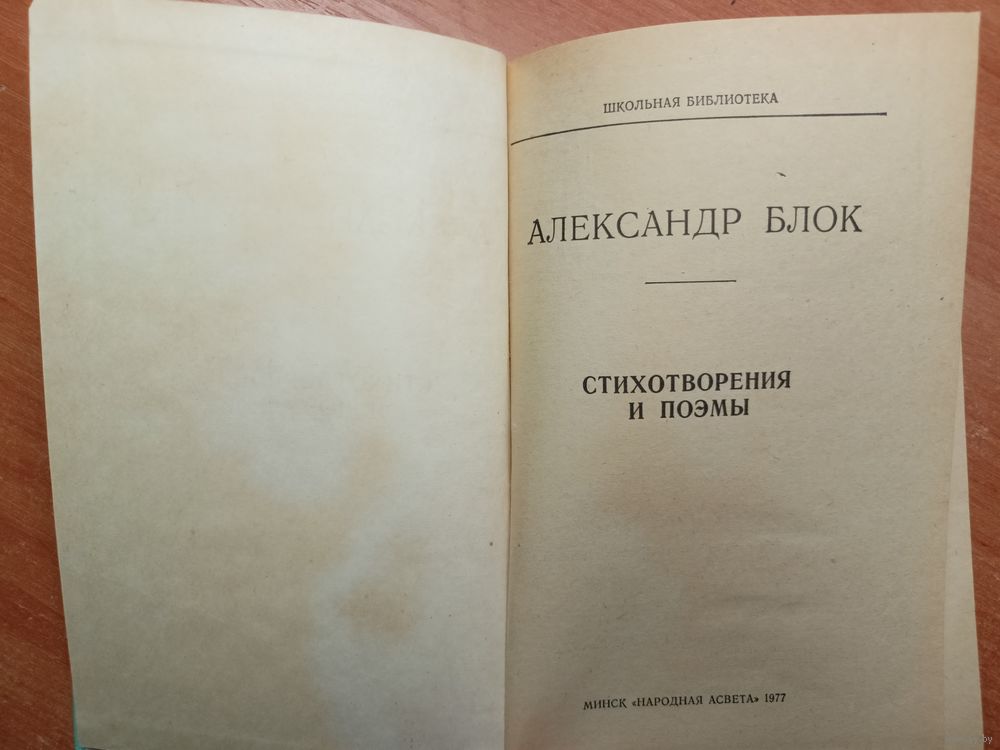 ШКОЛЬНАЯ БИБЛИОТЕКА
АЛЕКСАНДР БЛОК
СТИХОТВОРЕНИЯ
И ПОЭМЫ
МИНСК «НАРОДНАЯ АСВЕТА» 1977